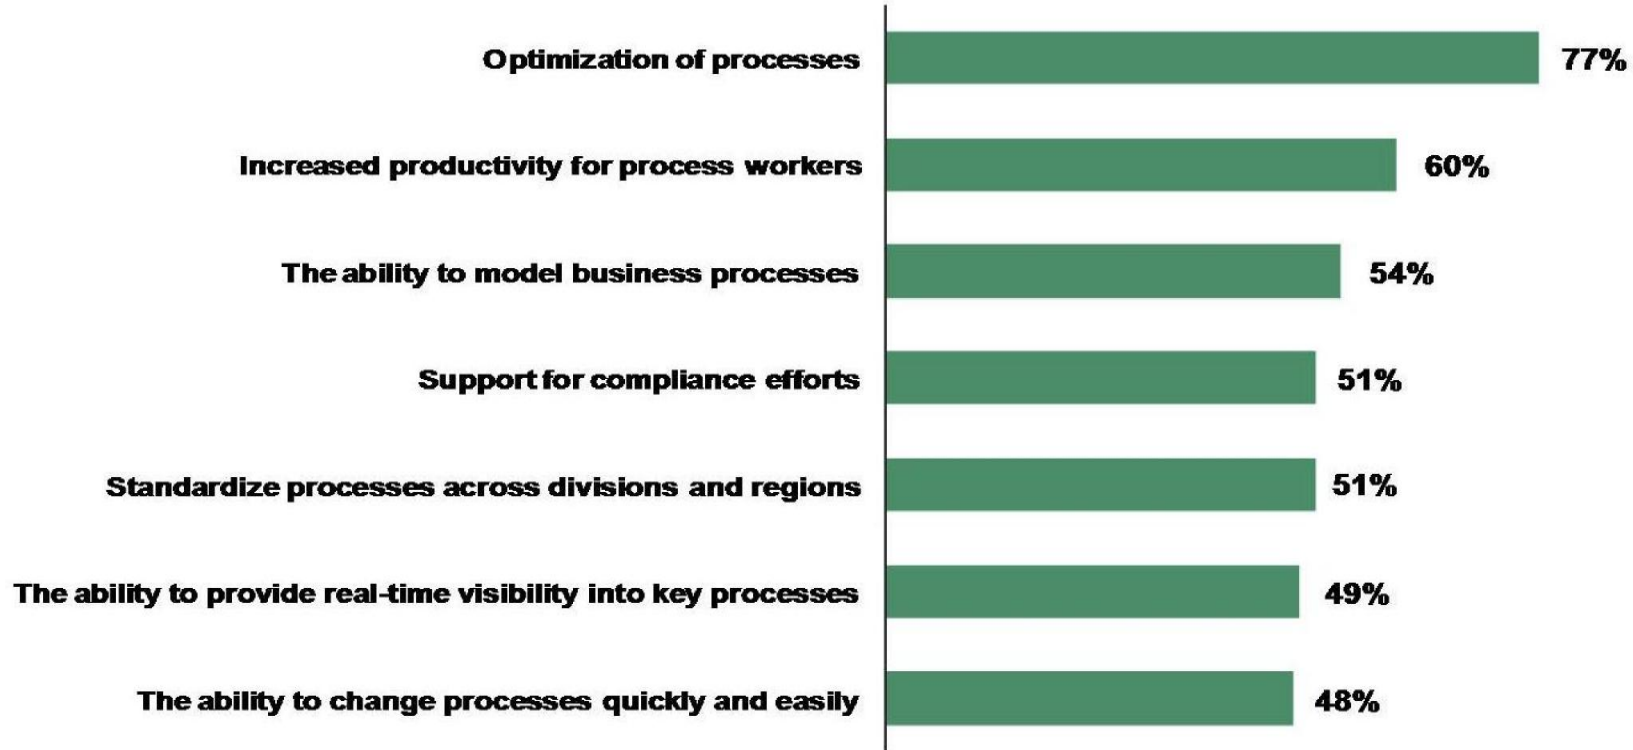 Optimization of processes 77%
Increased productivity for process workers 60%
The ability to model business processes 54%
Support for compliance efforts 51%
Standardize processes across divisions and regions 51%
The ability to provide real-time visibility into key processes 49%
The ability to change processes quickly and easily 48%